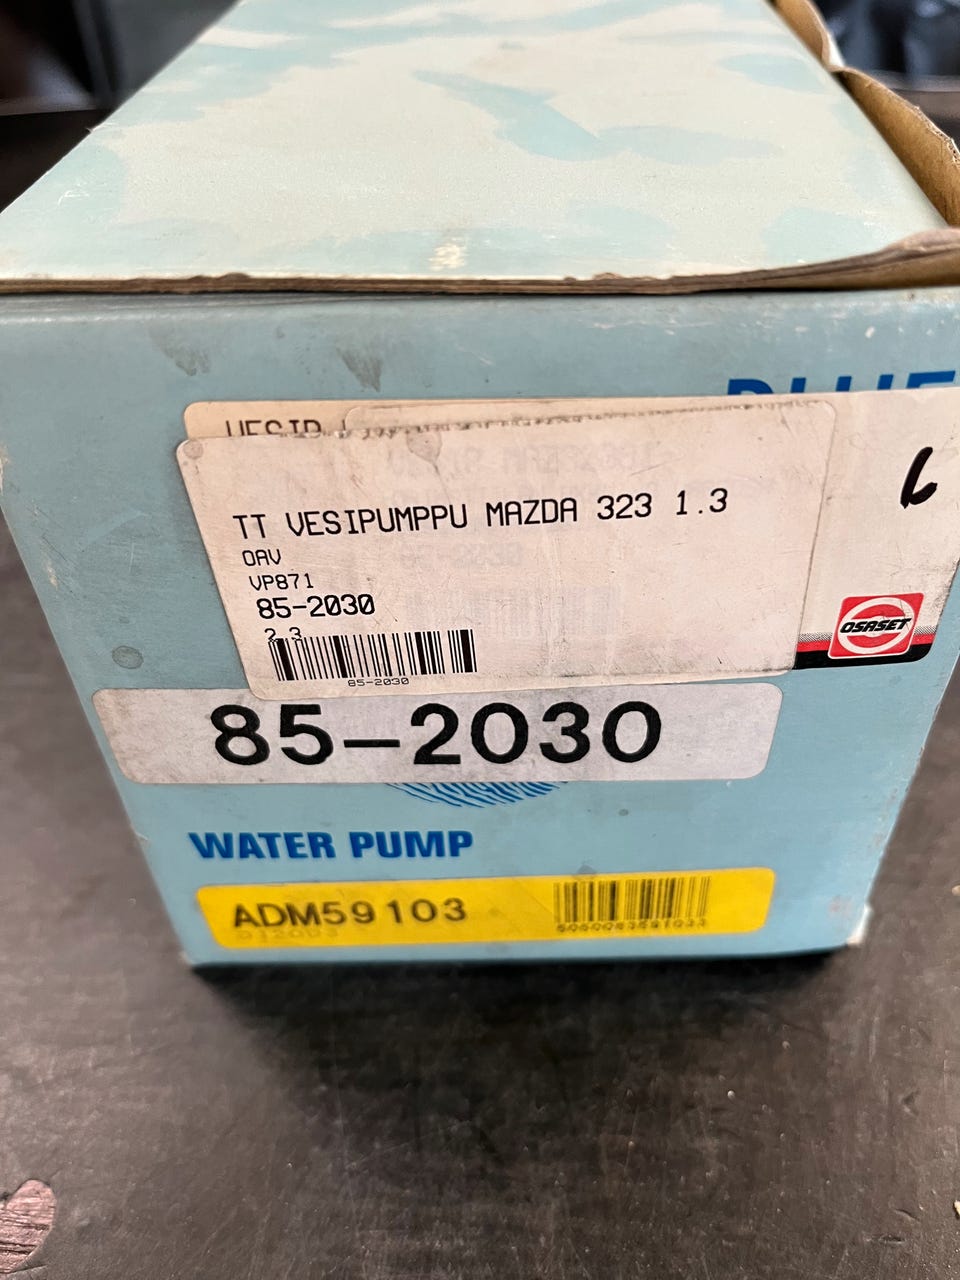 TT VESIPUMPPU MAZDA 323 1.3
OAV
VP871
85-2030
2 3
85-2030
6
OSASET
85-2030
WATER PUMP
ADM59103